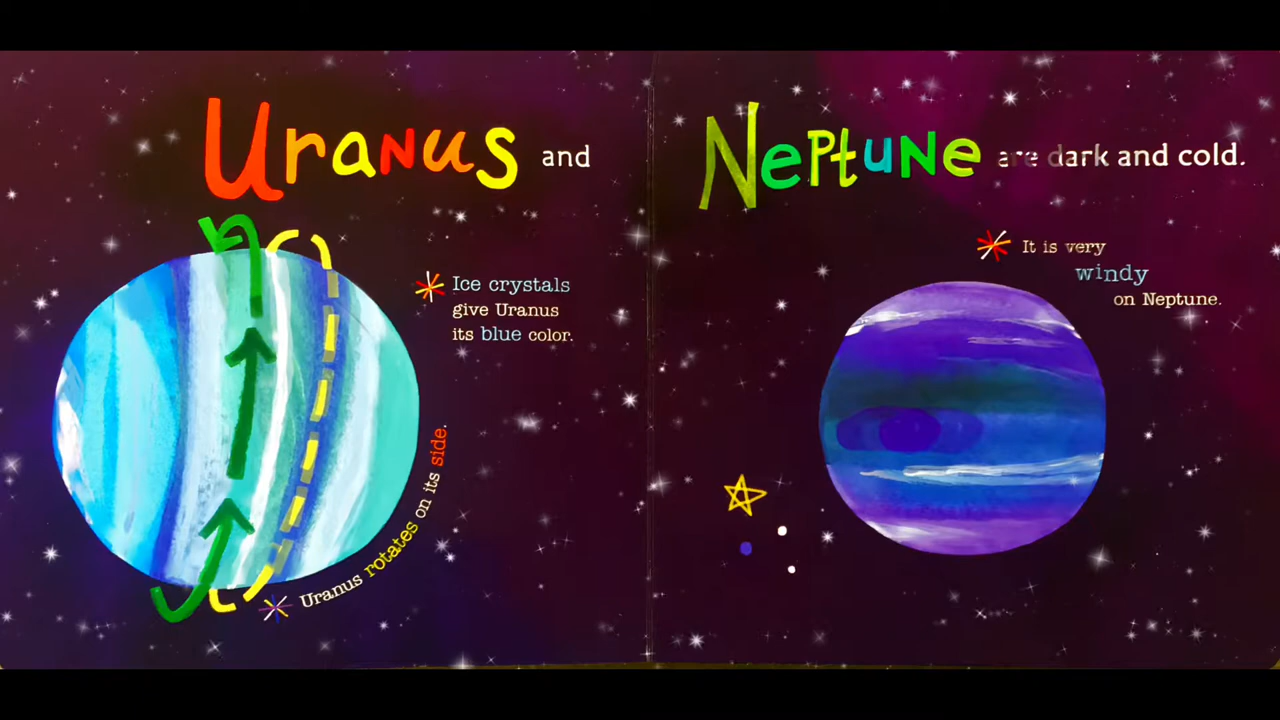 Uranus and
Ice crystals
give Uranus
its blue color.
Uranus rotates on its side.
Neptune are dark and cold.
It is very
windy
on Neptune.